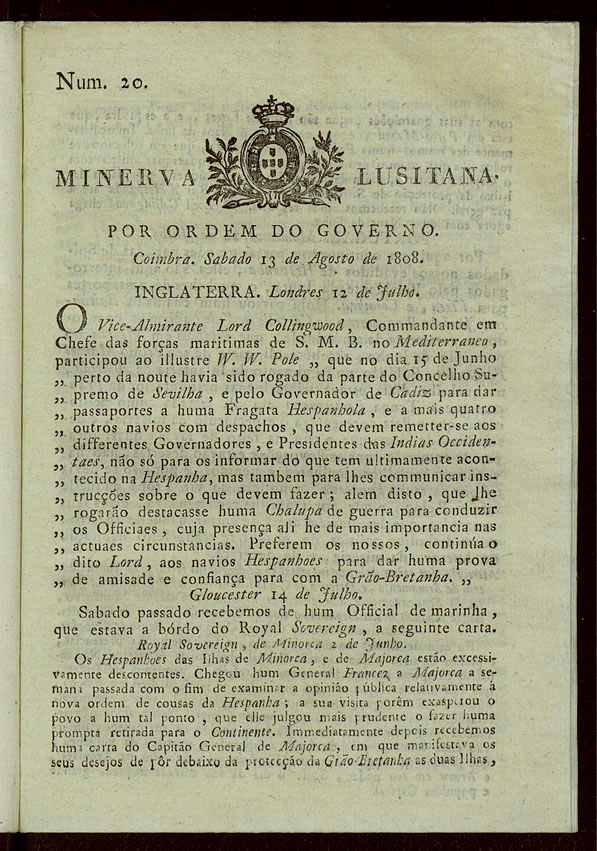 Num. 20.
MINERVA LUSITANA.
POR ORDEM DO GOVERNO.
Coimbra. Sabado 13 de Agosto de 1808.
INGLATERRA. Londres 12 de Julho.
O Vice-Almirante Lord Collingwood, Commandante em
Chefe das forças maritimas de S. M. B. no Mediterraneo,
participou ao illustre W. W. Pole „ que no dia 15 de Junho
„ perto da noute havia sido rogado da parte do Concelho Su-
„ premo de Sevilha, e pelo Governador de Cadiz para dar
„ passaportes a huma Fragata Hespanhola, e a mais quatro
„ outros navios com despachos, que devem remetter-se aos
„ differentes Governadores, e Presidentes das Indias Occiden-
„ taes, não só para os informar do que tem ultimamente acon-
„ tecido na Hespanha, mas tambem para lhes communicar ins-
„ trucções sobre o que devem fazer; alem disto, que lhe
„ rogarão destacasse huma Chalupa de guerra para conduzir
„ os Officiaes, cuja presença ali he de mais importancia nas
„ actuaes circunstancias. Preferem os nossos, continúa o
„ dito Lord, aos navios Hespanhoes para dar huma prova
„ de amisade e confiança para com a Grão-Bretanha. „
Gloucester 14 de Julho.
Sabado passado recebemos de hum Official de marinha,
que estava a bórdo do Royal Sovereign, a seguinte carta.
Royal Sovereign, de Minorca 2 de Junho.
Os Hespanhoes das Ilhas de Minorca, e de Majorca estão excessi-
vamente descontentes. Chegou hum General Francez a Majorca a se-
mana passada com o fim de examinar a opinião pública relativamente á
nova ordem de cousas da Hespanha; a sua visita porêm exasperou o
povo a hum tal ponto, que elle julgou mais prudente o fazer huma
prompta retirada para o Continente. Immediatamente depois recebemos
huma carta do Capitão General de Majorca, em que manifestava os
seus desejos de pôr debaixo da protecção da Grão-Bretanha as duas Ilhas,